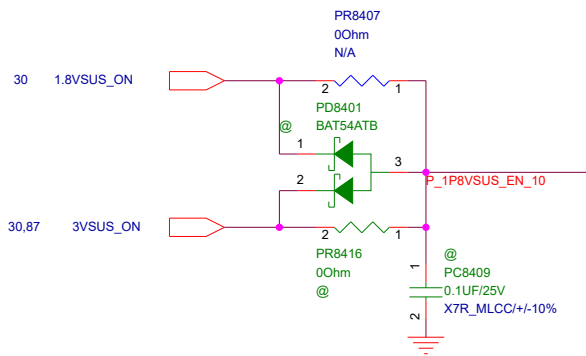 PR8407
0Ohm
N/A
30 1.8VSUS_ON
2 1
PD8401
@ BAT54ATB
1
3
2
P_1P8VSUS_EN_10
30,87 3VSUS_ON
2 1
PR8416
0Ohm
@
@
1 PC8409
0.1UF/25V
2 X7R_MLCC/+/-10%